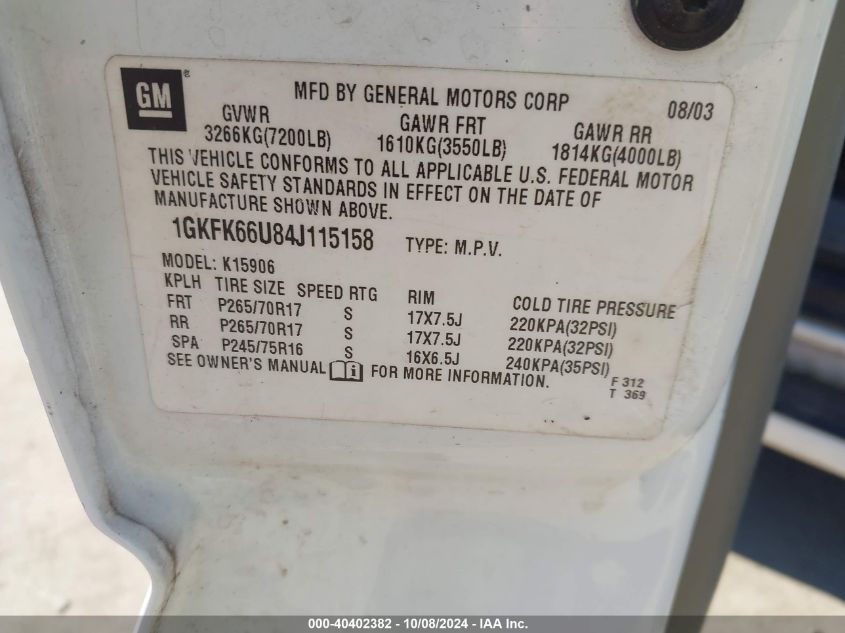 GM ®
MFD BY GENERAL MOTORS CORP 08/03
GVWR GAWR FRT GAWR RR
3266KG(7200LB) 1610KG(3550LB) 1814KG(4000LB)
THIS VEHICLE CONFORMS TO ALL APPLICABLE U.S. FEDERAL MOTOR
VEHICLE SAFETY STANDARDS IN EFFECT ON THE DATE OF
MANUFACTURE SHOWN ABOVE.
1GKFK66U84J115158 TYPE: M.P.V.
MODEL: K15906
KPLH TIRE SIZE SPEED RTG RIM COLD TIRE PRESSURE
FRT P265/70R17 S 17X7.5J 220KPA(32PSI)
RR P265/70R17 S 17X7.5J 220KPA(32PSI)
SPA P245/75R16 S 16X6.5J 240KPA(35PSI)
SEE OWNER'S MANUAL i FOR MORE INFORMATION.
F 312
T 369
000-40402382 - 10/08/2024 - IAA Inc.